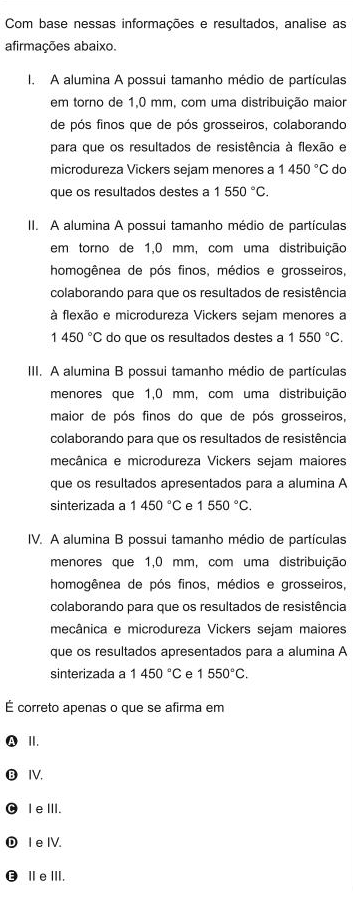 Com base nessas informações e resultados, analise as
afirmações abaixo.
I. A alumina A possui tamanho médio de partículas
em torno de 1,0 mm, com uma distribuição maior
de pós finos que de pós grosseiros, colaborando
para que os resultados de resistência à flexão e
microdureza Vickers sejam menores a 1 450 °C do
que os resultados destes a 1 550 °C.
II. A alumina A possui tamanho médio de partículas
em torno de 1,0 mm, com uma distribuição
homogênea de pós finos, médios e grosseiros,
colaborando para que os resultados de resistência
à flexão e microdureza Vickers sejam menores a
1 450 °C do que os resultados destes a 1 550 °C.
III. A alumina B possui tamanho médio de partículas
menores que 1,0 mm, com uma distribuição
maior de pós finos do que de pós grosseiros,
colaborando para que os resultados de resistência
mecânica e microdureza Vickers sejam maiores
que os resultados apresentados para a alumina A
sinterizada a 1 450 °C e 1 550 °C.
IV. A alumina B possui tamanho médio de partículas
menores que 1,0 mm, com uma distribuição
homogênea de pós finos, médios e grosseiros,
colaborando para que os resultados de resistência
mecânica e microdureza Vickers sejam maiores
que os resultados apresentados para a alumina A
sinterizada a 1 450 °C e 1 550°C.
É correto apenas o que se afirma em
A II.
B IV.
C I e III.
D I e IV.
E II e III.